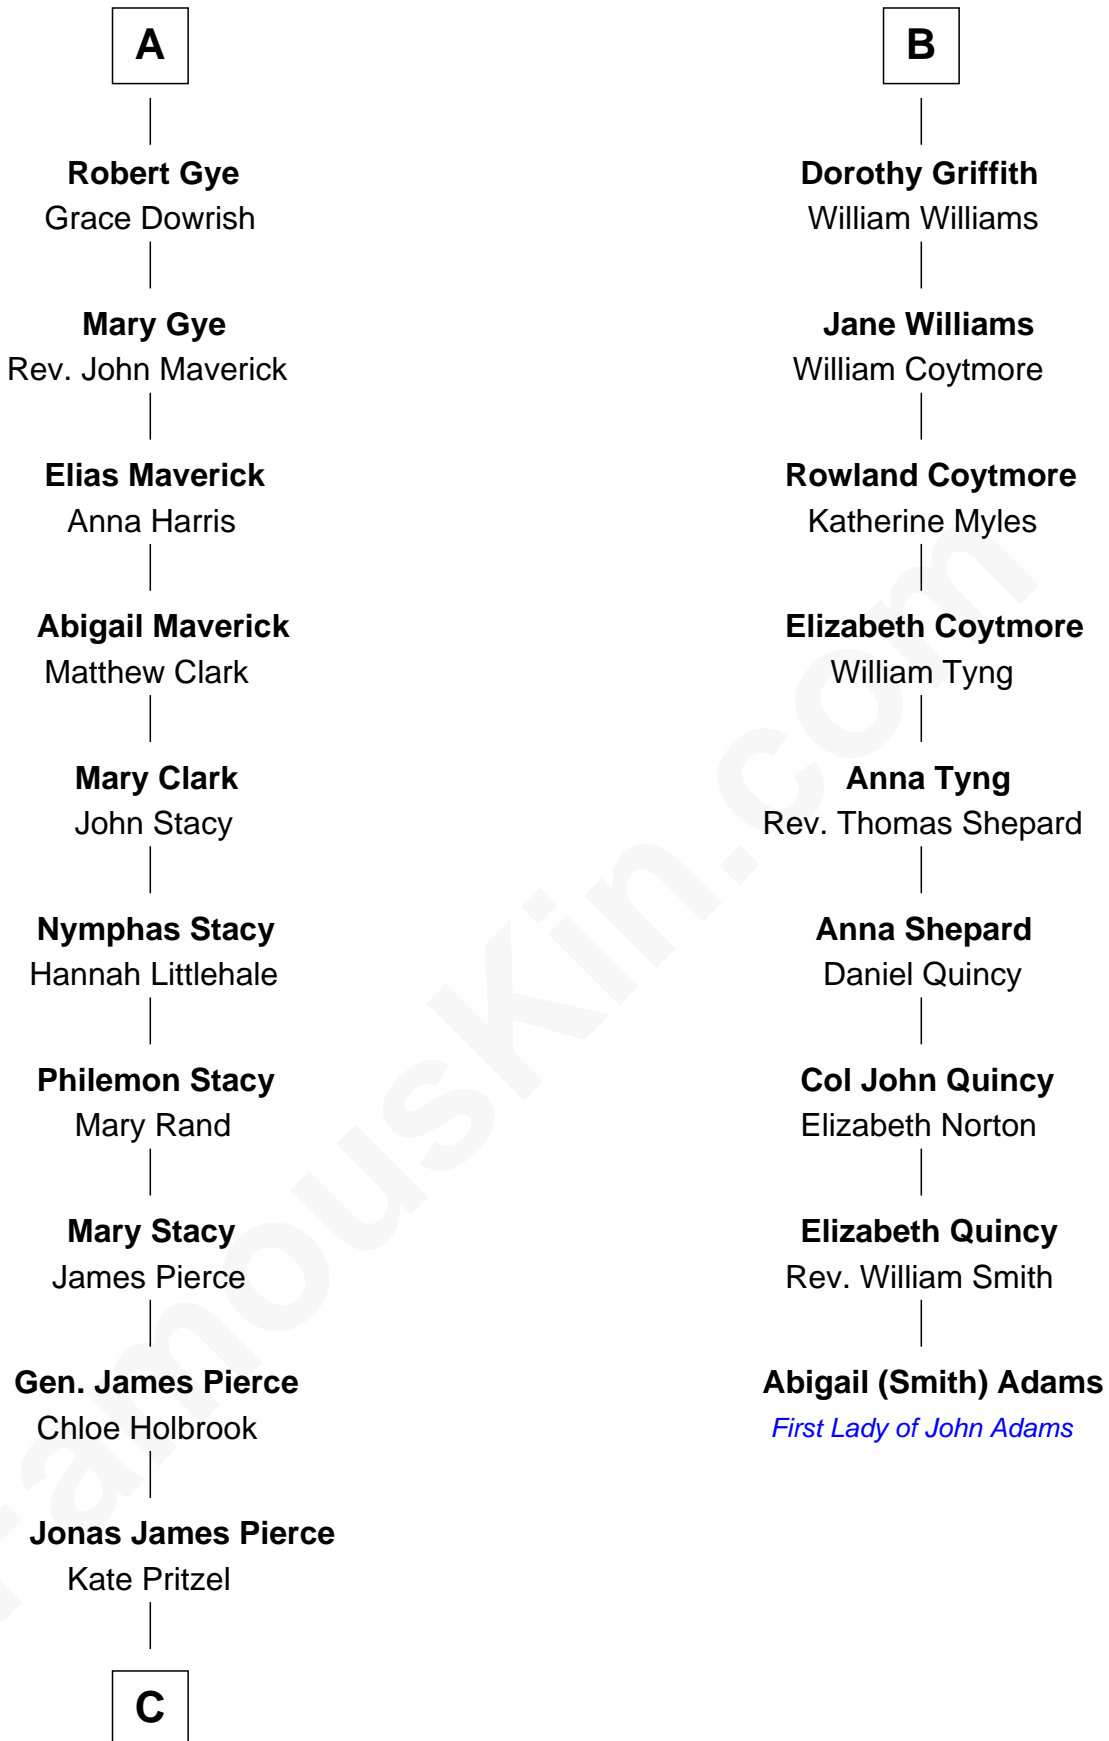 A
Robert Gye
Grace Dowrish
Mary Gye
Rev. John Maverick
Elias Maverick
Anna Harris
Abigail Maverick
Matthew Clark
Mary Clark
John Stacy
Nymphas Stacy
Hannah Littlehale
Philemon Stacy
Mary Rand
Mary Stacy
James Pierce
Gen. James Pierce
Chloe Holbrook
Jonas James Pierce
Kate Pritzel
C
B
Dorothy Griffith
William Williams
Jane Williams
William Coytmore
Rowland Coytmore
Katherine Myles
Elizabeth Coytmore
William Tyng
Anna Tyng
Rev. Thomas Shepard
Anna Shepard
Daniel Quincy
Col John Quincy
Elizabeth Norton
Elizabeth Quincy
Rev. William Smith
Abigail (Smith) Adams
First Lady of John Adams
FamousKin.com